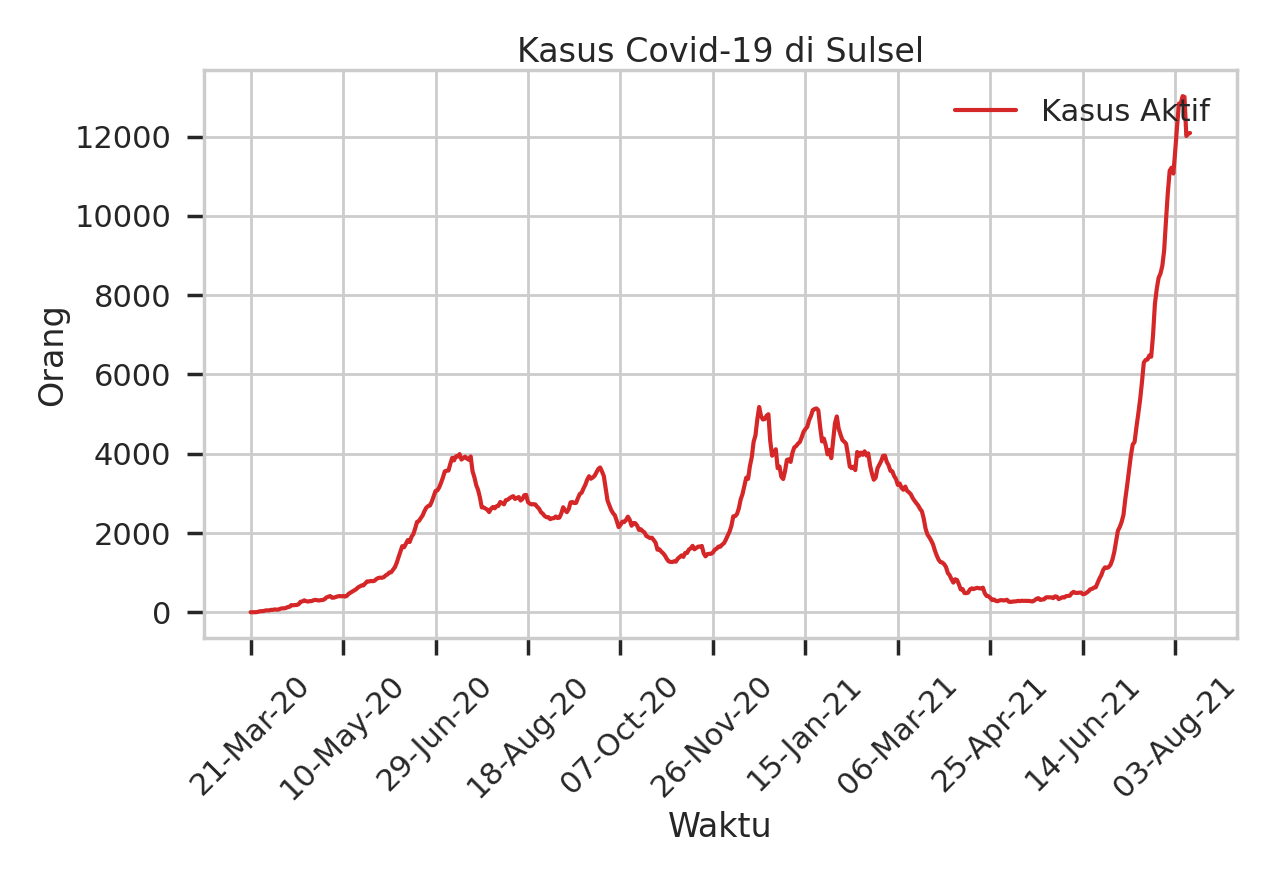 Kasus Covid-19 di Sulsel
Kasus Aktif
12000
10000
8000
6000
4000
2000
0
Orang
21-Mar-20
10-May-20
29-Jun-20
18-Aug-20
07-Oct-20
26-Nov-20
15-Jan-21
06-Mar-21
25-Apr-21
14-Jun-21
03-Aug-21
Waktu